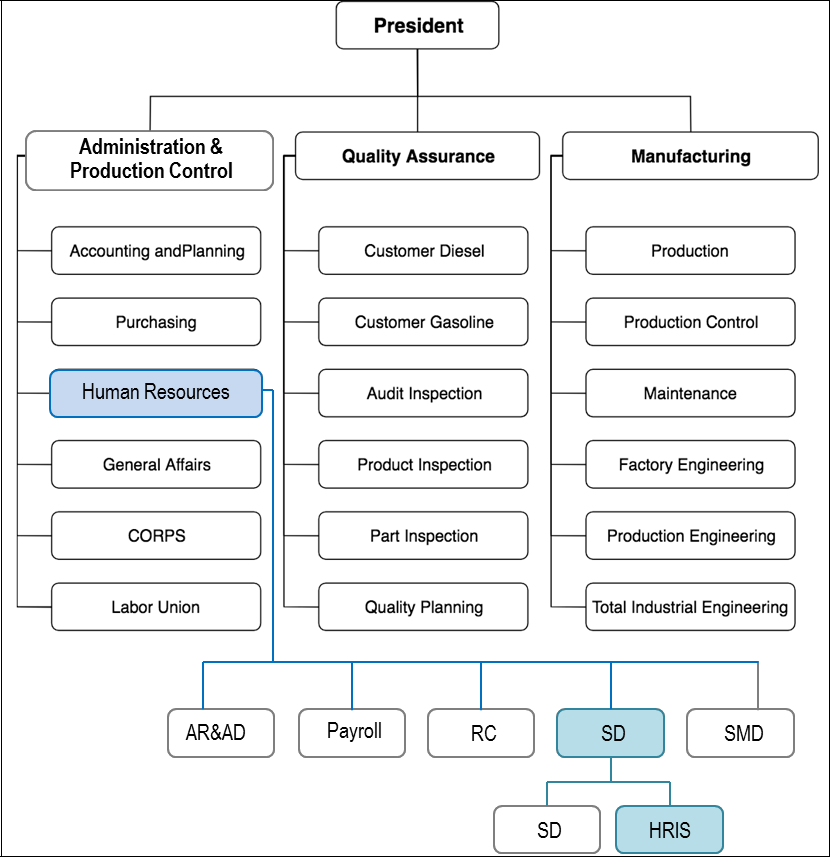 President
Administration &
Production Control
Quality Assurance
Manufacturing
Accounting andPlanning
Customer Diesel
Production
Purchasing
Customer Gasoline
Production Control
Human Resources
Audit Inspection
Maintenance
General Affairs
Product Inspection
Factory Engineering
CORPS
Part Inspection
Production Engineering
Labor Union
Quality Planning
Total Industrial Engineering
AR&AD
Payroll
RC
SD
SMD
SD
HRIS